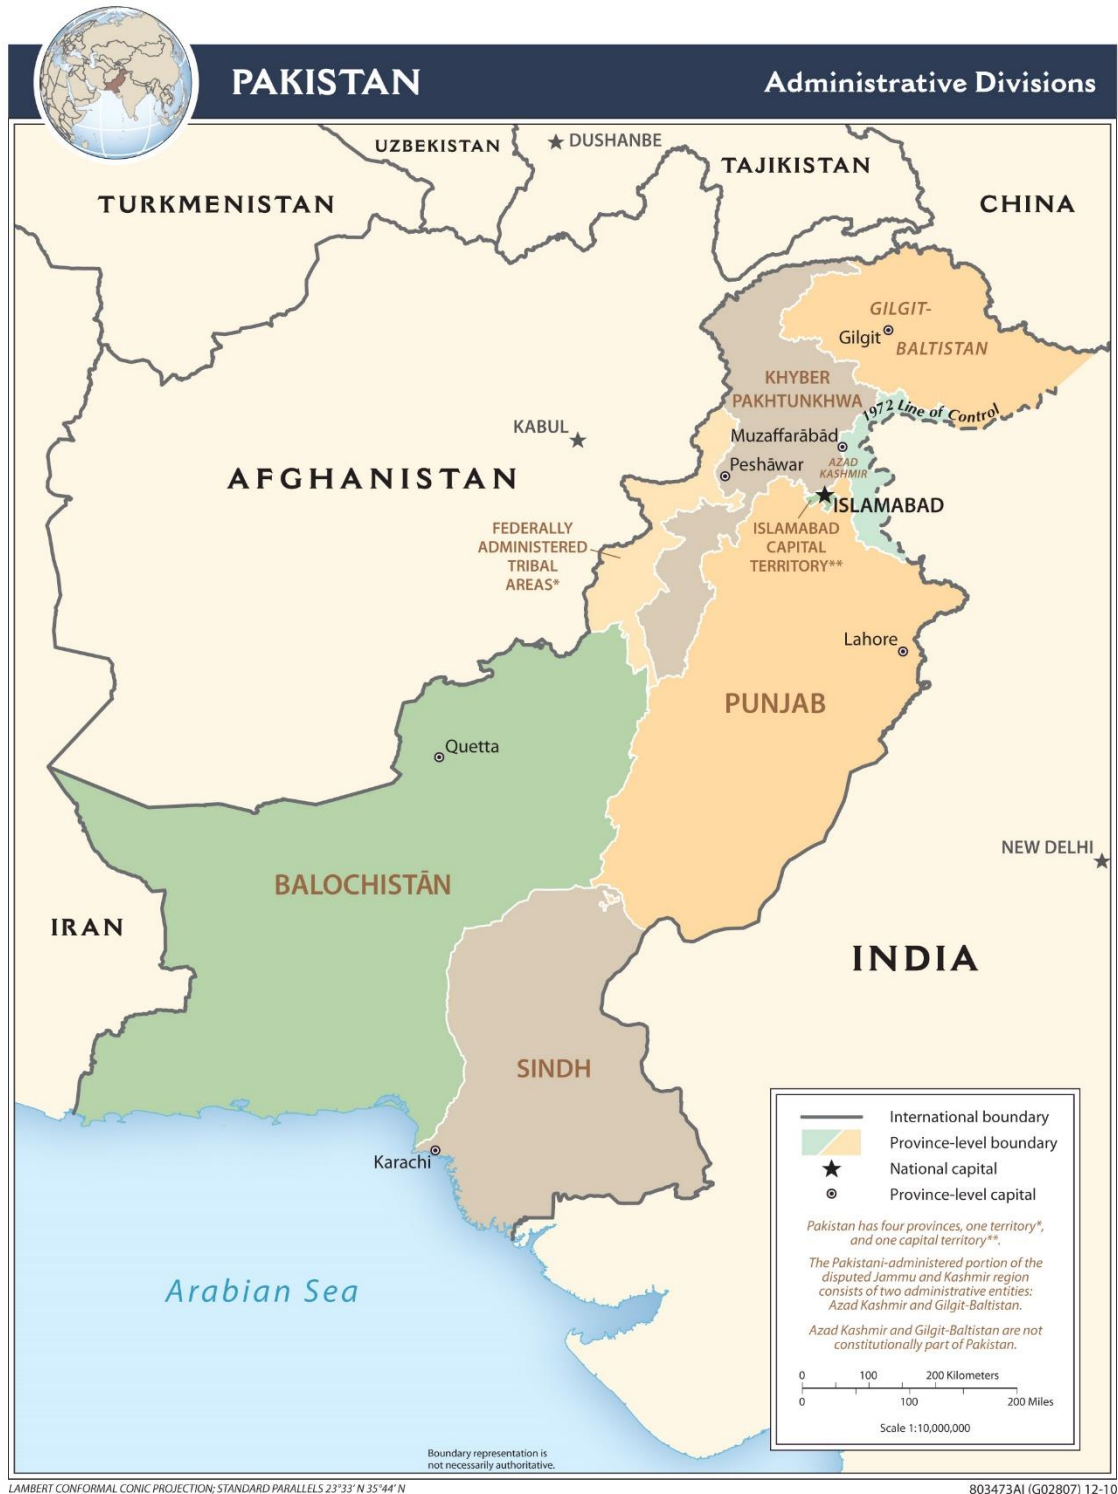 PAKISTAN
Administrative Divisions
UZBEKISTAN
DUSHANBE
TAJIKISTAN
TURKMENISTAN
CHINA
GILGIT-
Gilgit
BALTISTAN
KHYBER
PAKHTUNKHWA
1972 Line of Control
KABUL
Muzaffarābād
Peshāwar
AZAD
KASHMIR
AFGHANISTAN
ISLAMABAD
FEDERALLY
ADMINISTERED
TRIBAL
AREAS*
ISLAMABAD
CAPITAL
TERRITORY**
Lahore
PUNJAB
Quetta
NEW DELHI
BALOCHISTĀN
IRAN
INDIA
SINDH
Karachi
Arabian Sea
International boundary
Province-level boundary
National capital
Province-level capital
Pakistan has four provinces, one territory*,
and one capital territory**.
The Pakistani-administered portion of the
disputed Jammu and Kashmir region
consists of two administrative entities:
Azad Kashmir and Gilgit-Baltistan.
Azad Kashmir and Gilgit-Baltistan are not
constitutionally part of Pakistan.
0 100 200 Kilometers
0 100 200 Miles
Scale 1:10,000,000
Boundary representation is
not necessarily authoritative.
LAMBERT CONFORMAL CONIC PROJECTION; STANDARD PARALLELS 23°33' N 35°44' N
803473AI (G02807) 12-10